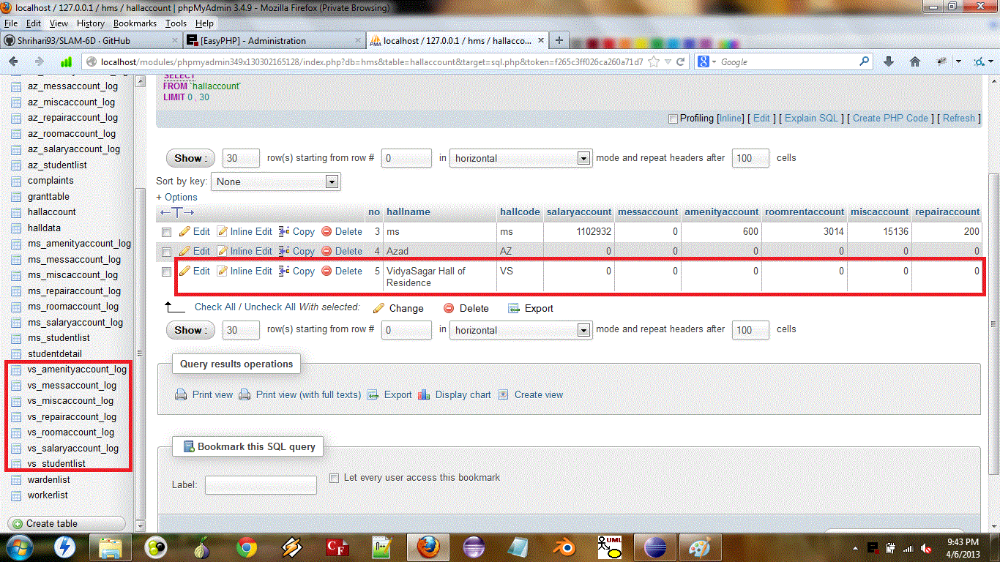 localhost / 127.0.0.1 / hms / hallaccount | phpMyAdmin 3.4.9 - Mozilla Firefox (Private Browsing)
File Edit View History Bookmarks Tools Help
Shrihari93/SLAM-6D · GitHub
[EasyPHP] - Administration
localhost / 127.0.0.1 / hms / hallacco...
localhost/modules/phpmyadmin349x130302165128/index.php?db=hms&table=hallaccount&target=sql.php&token=f265c3ff026ca260a71d7
Google
az_messaccount_log
az_miscaccount_log
az_repairaccount_log
az_roomaccount_log
az_salaryaccount_log
az_studentlist
complaints
granttable
hallaccount
halldata
ms_amenityaccount_log
ms_messaccount_log
ms_miscaccount_log
ms_repairaccount_log
ms_roomaccount_log
ms_salaryaccount_log
ms_studentlist
studentdetail
vs_amenityaccount_log
vs_messaccount_log
vs_miscaccount_log
vs_repairaccount_log
vs_roomaccount_log
vs_salaryaccount_log
vs_studentlist
wardenlist
workerlist
Create table
SELECT
FROM `hallaccount`
LIMIT 0 , 30
Profiling [Inline] [ Edit ] [ Explain SQL ] [ Create PHP Code ] [ Refresh ]
Show : 30 row(s) starting from row # 0 in horizontal mode and repeat headers after 100 cells
Sort by key: None
+ Options
no hallname hallcode salaryaccount messaccount amenityaccount roomrentaccount miscaccount repairaccount
Edit Inline Edit Copy Delete 3 ms ms 1102932 0 600 3014 15136 200
Edit Inline Edit Copy Delete 4 Azad AZ 0 0 0 0 0 0
Edit Inline Edit Copy Delete 5 VidyaSagar Hall of VS 0 0 0 0 0 0
Residence
Check All / Uncheck All With selected: Change Delete Export
Show : 30 row(s) starting from row # 0 in horizontal mode and repeat headers after 100 cells
Query results operations
Print view Print view (with full texts) Export Display chart Create view
Bookmark this SQL query
Label: Let every user access this bookmark
CF
n++
UML
9:43 PM
4/6/2013